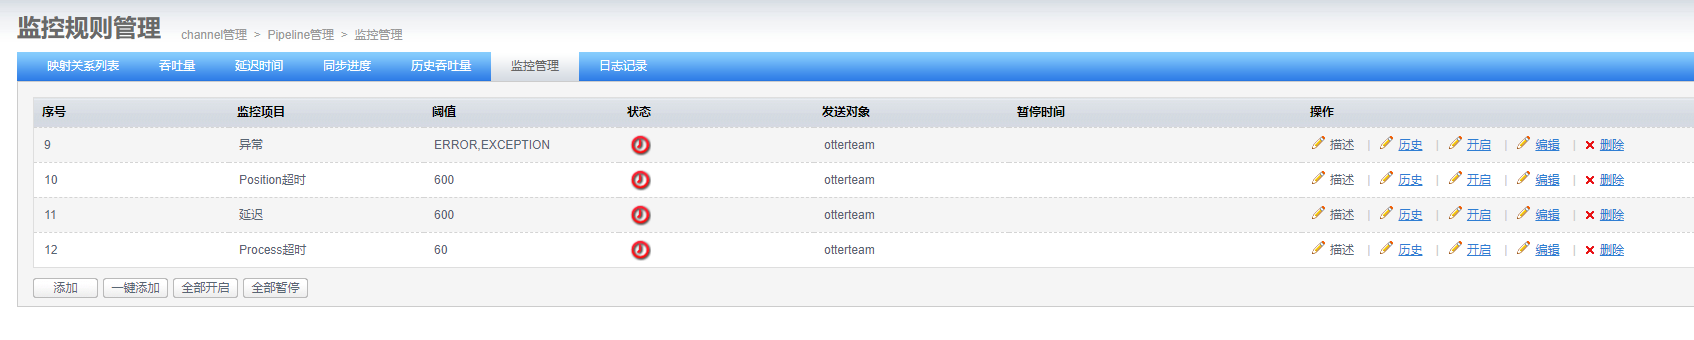 监控规则管理 channel管理 > Pipeline管理 > 监控管理
映射关系列表 吞吐量 延迟时间 同步进度 历史吞吐量 监控管理 日志记录
序号 监控项目 阈值 状态 发送对象 暂停时间 操作
9 异常 ERROR,EXCEPTION otterteam 描述 | 历史 | 开启 | 编辑 | 删除
10 Position超时 600 otterteam 描述 | 历史 | 开启 | 编辑 | 删除
11 延迟 600 otterteam 描述 | 历史 | 开启 | 编辑 | 删除
12 Process超时 60 otterteam 描述 | 历史 | 开启 | 编辑 | 删除
添加 一键添加 全部开启 全部暂停